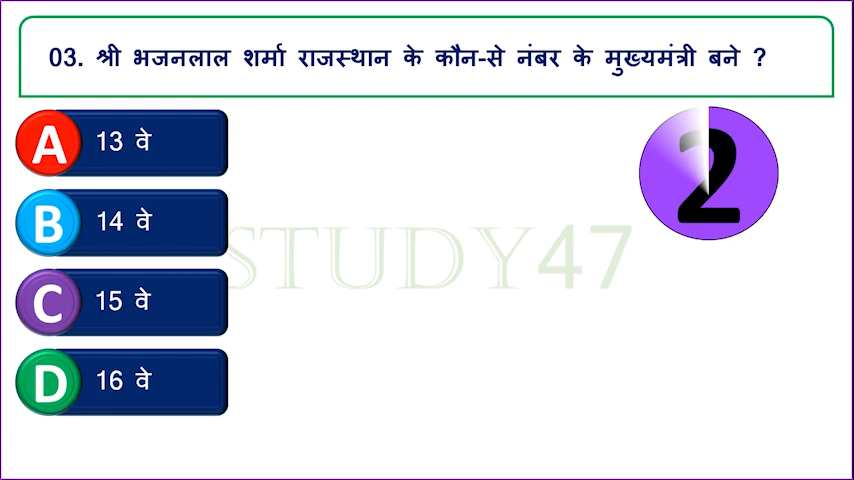 03. श्री भजनलाल शर्मा राजस्थान के कौन-से नंबर के मुख्यमंत्री बने ?
A 13 वे
2
B 14 वे
STUDY47
C 15 वे
D 16 वे